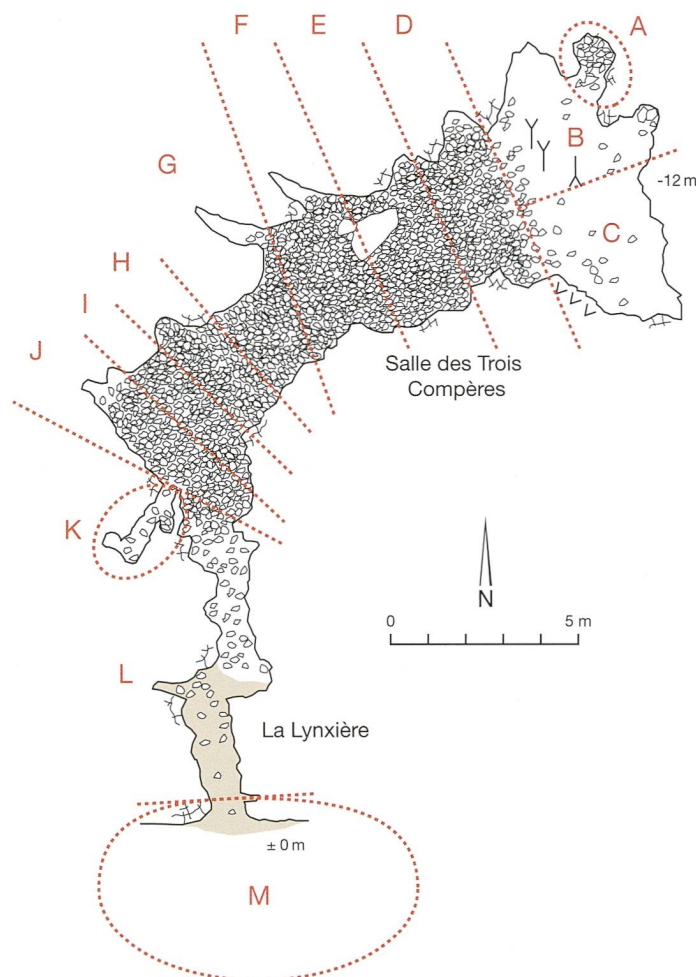 F E D A
B
-12 m
G
C
H
I
J
Salle des Trois
Compères
K
N
0 5 m
L
La Lynxière
± 0 m
M